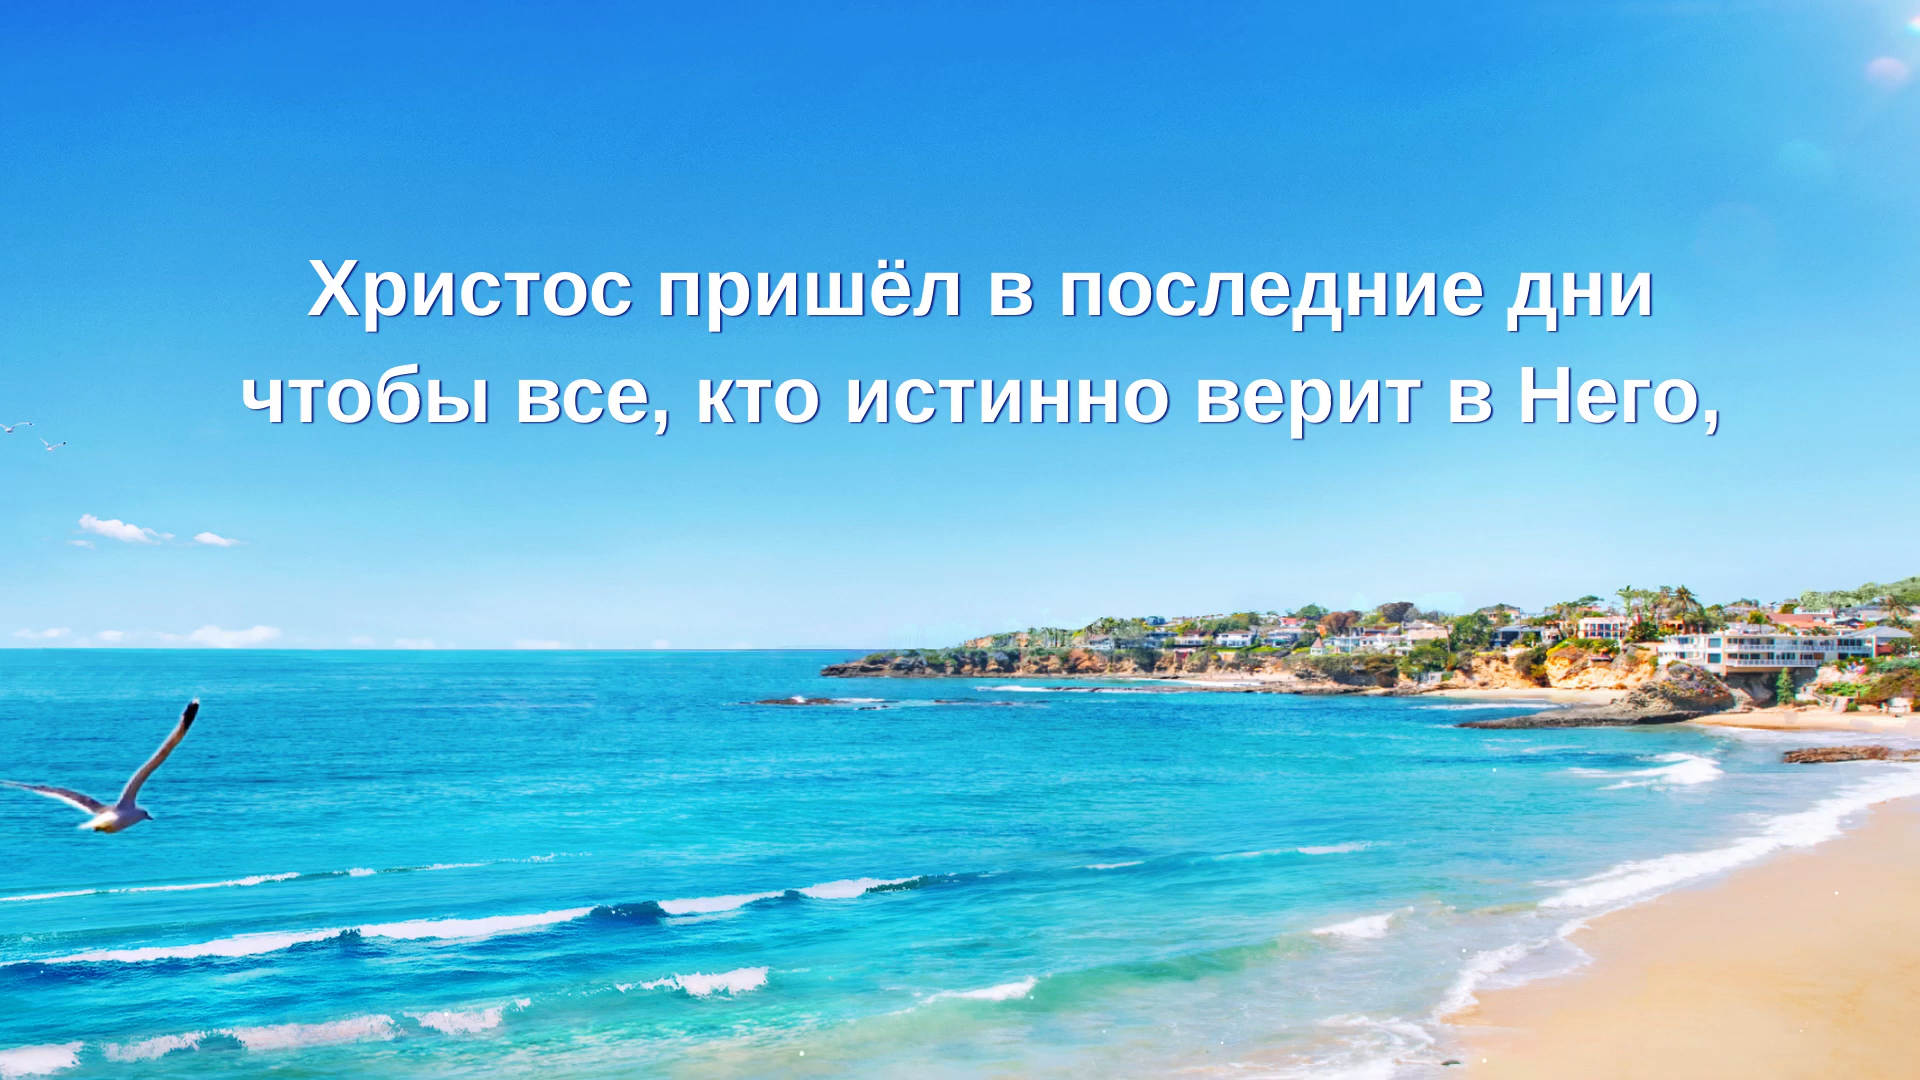 Христос пришёл в последние дни
чтобы все, кто истинно верит в Него,